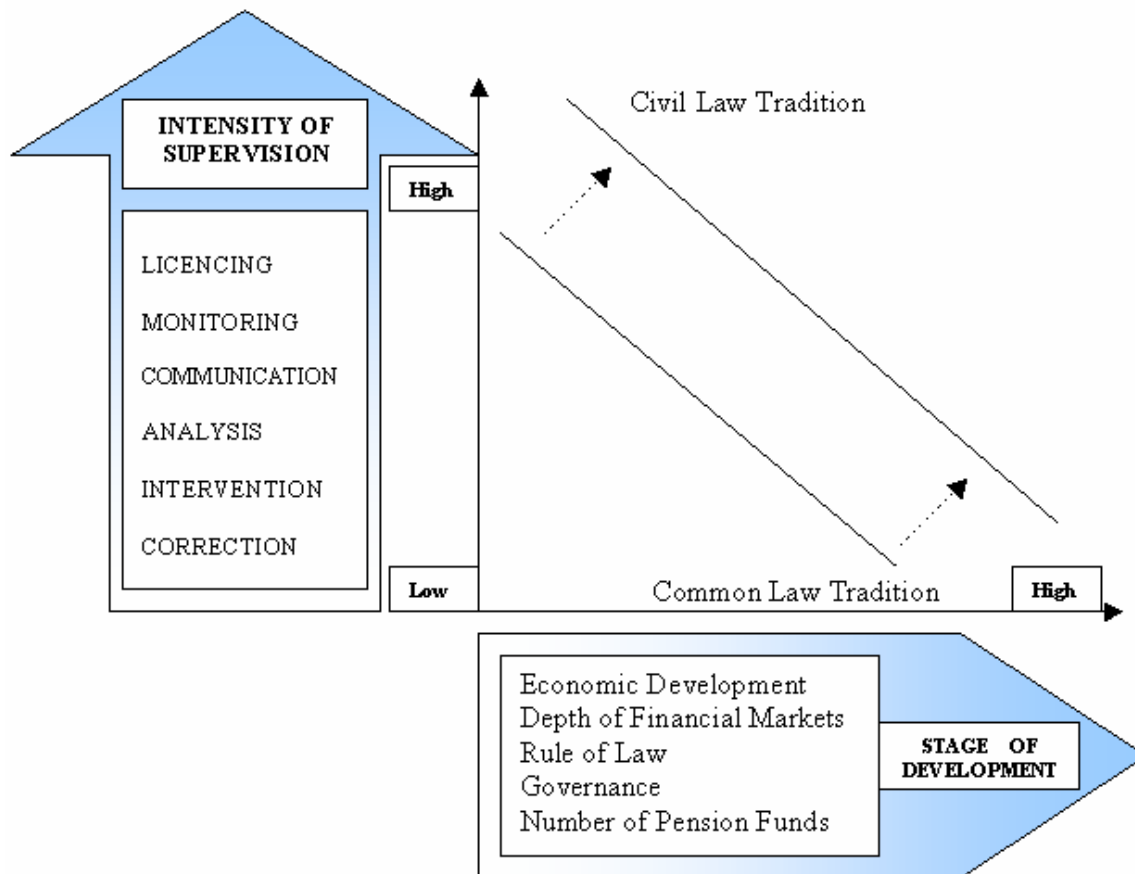 INTENSITY OF
SUPERVISION
LICENCING
MONITORING
COMMUNICATION
ANALYSIS
INTERVENTION
CORRECTION
High
Low
Civil Law Tradition
Common Law Tradition
High
Economic Development
Depth of Financial Markets
Rule of Law
Governance
Number of Pension Funds
STAGE OF
DEVELOPMENT